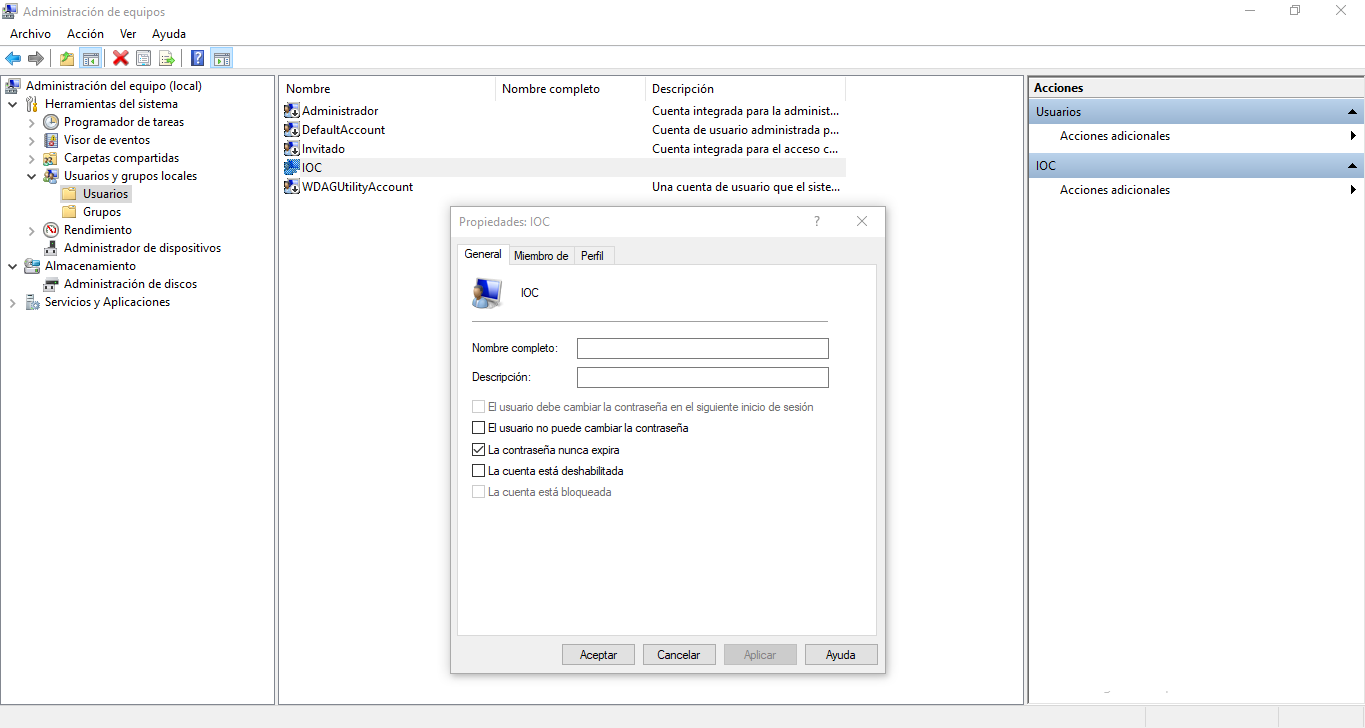 Administración de equipos
Archivo Acción Ver Ayuda
Administración del equipo (local)
Herramientas del sistema
Programador de tareas
Visor de eventos
Carpetas compartidas
Usuarios y grupos locales
Usuarios
Grupos
Rendimiento
Administrador de dispositivos
Almacenamiento
Administración de discos
Servicios y Aplicaciones
Nombre Nombre completo Descripción
Administrador Cuenta integrada para la administ...
DefaultAccount Cuenta de usuario administrada p...
Invitado Cuenta integrada para el acceso c...
IOC
WDAGUtilityAccount Una cuenta de usuario que el siste...
Propiedades: IOC ?
General Miembro de Perfil
IOC
Nombre completo:
Descripción:
El usuario debe cambiar la contraseña en el siguiente inicio de sesión
El usuario no puede cambiar la contraseña
La contraseña nunca expira
La cuenta está deshabilitada
La cuenta está bloqueada
Aceptar Cancelar Aplicar Ayuda
Acciones
Usuarios
Acciones adicionales
IOC
Acciones adicionales